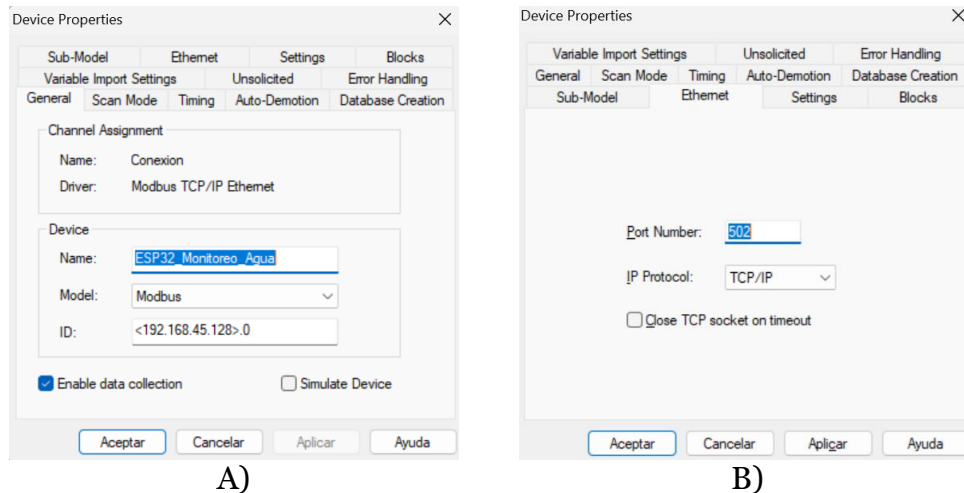 Device Properties
Sub-Model Ethernet Settings Blocks
Variable Import Settings Unsolicited Error Handling
General Scan Mode Timing Auto-Demotion Database Creation
Channel Assignment
Name: Conexion
Driver: Modbus TCP/IP Ethernet
Device
Name: ESP32_Monitoreo_Agua
Model: Modbus
ID: <192.168.45.128>.0
Enable data collection Simulate Device
Aceptar Cancelar Aplicar Ayuda
A)
Device Properties
Variable Import Settings Unsolicited Error Handling
General Scan Mode Timing Auto-Demotion Database Creation
Sub-Model Ethernet Settings Blocks
Port Number: 502
IP Protocol: TCP/IP
Close TCP socket on timeout
Aceptar Cancelar Aplicar Ayuda
B)